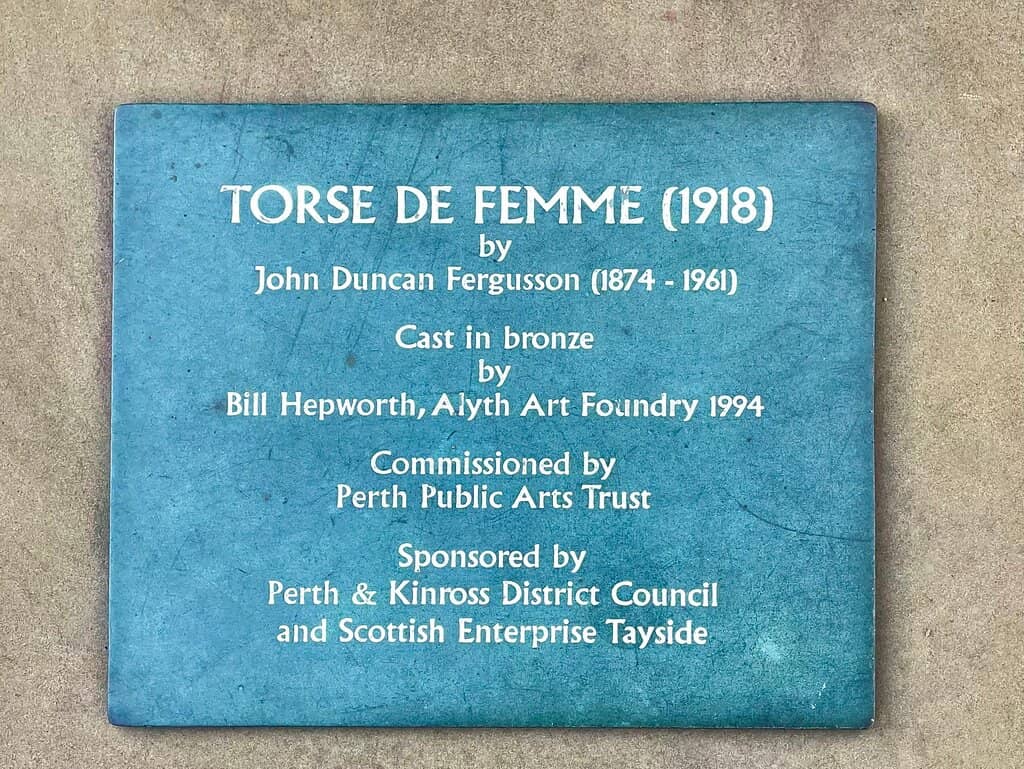 TORSE DE FEMME (1918)
by
John Duncan Fergusson (1874 - 1961)
Cast in bronze
by
Bill Hepworth, Alyth Art Foundry 1994
Commissioned by
Perth Public Arts Trust
Sponsored by
Perth & Kinross District Council
and Scottish Enterprise Tayside